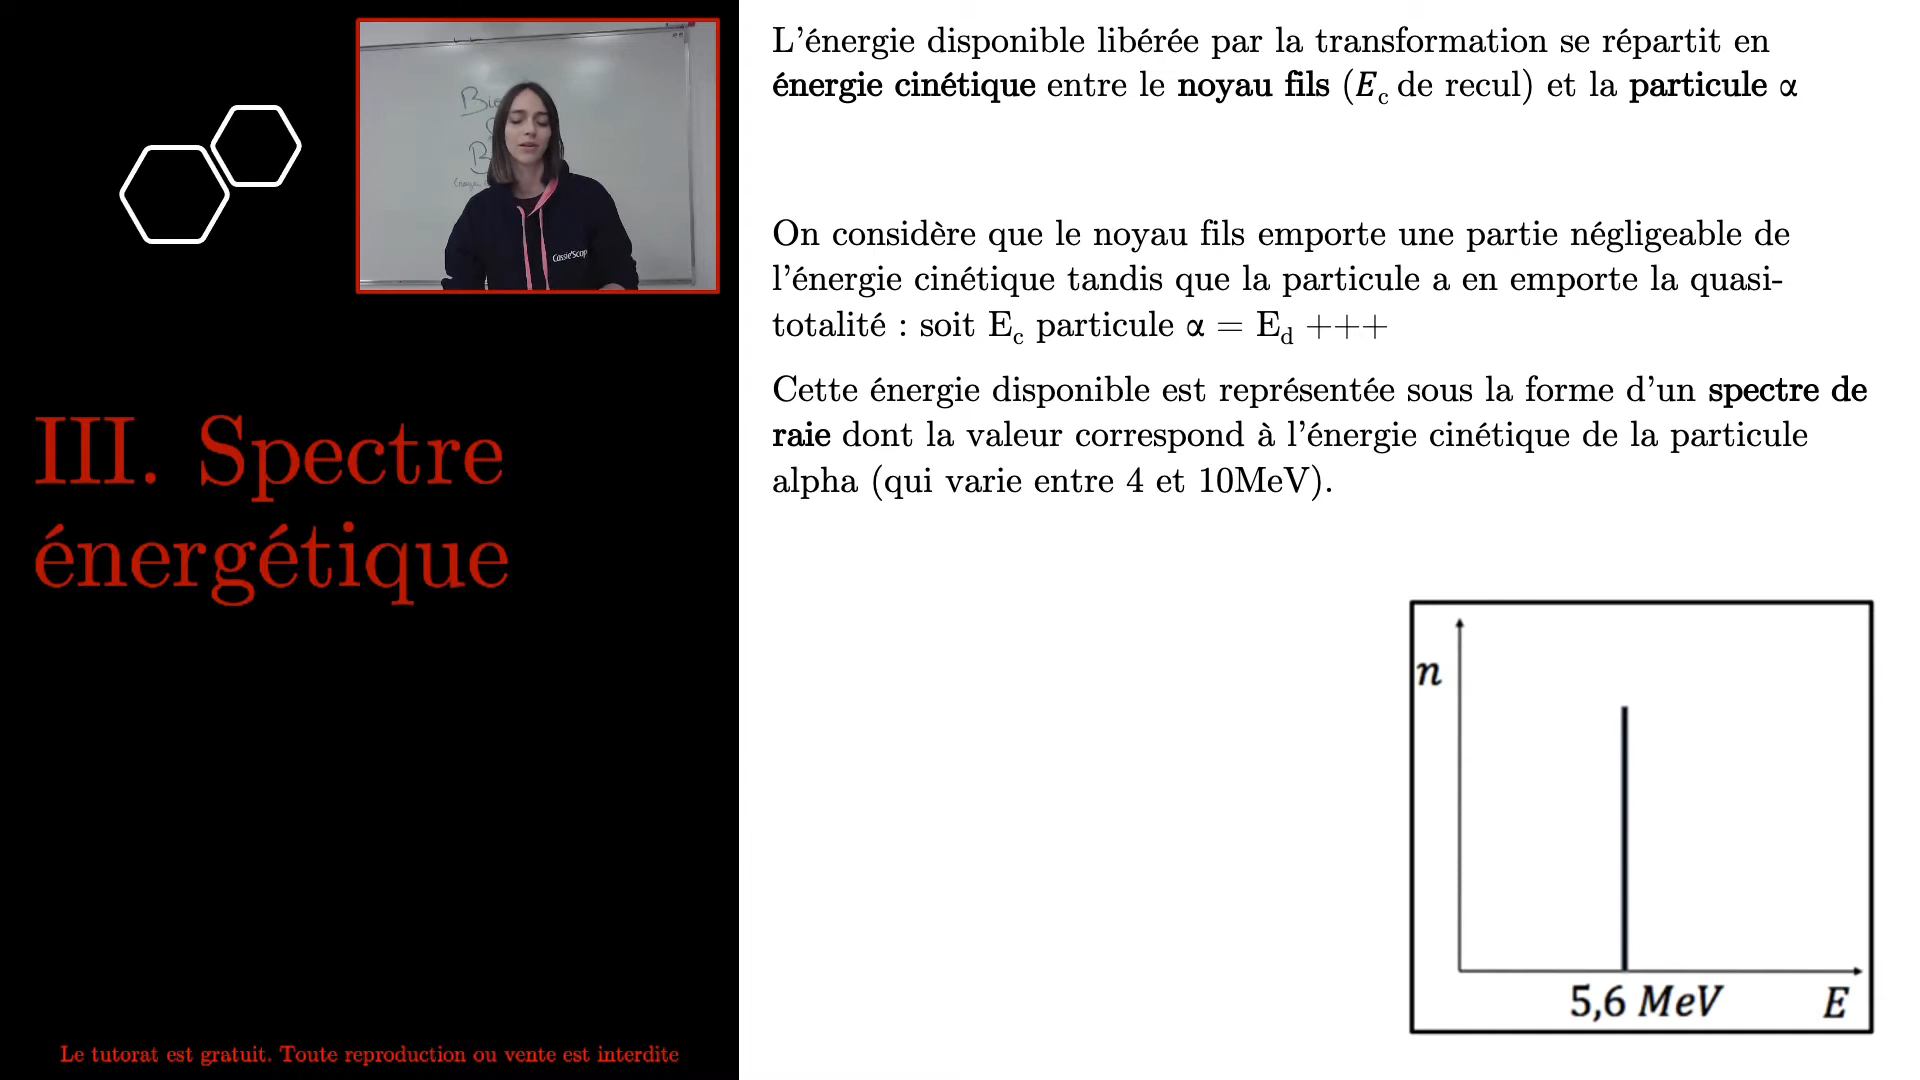 L'énergie disponible libérée par la transformation se répartit en
énergie cinétique entre le noyau fils (Ec de recul) et la particule α
On considère que le noyau fils emporte une partie négligeable de
l'énergie cinétique tandis que la particule a en emporte la quasi-
totalité : soit Ec particule α = Ed +++
Cette énergie disponible est représentée sous la forme d'un spectre de
raie dont la valeur correspond à l'énergie cinétique de la particule
alpha (qui varie entre 4 et 10MeV).
III. Spectre
énergétique
n
5,6 MeV
E
Le tutorat est gratuit. Toute reproduction ou vente est interdite